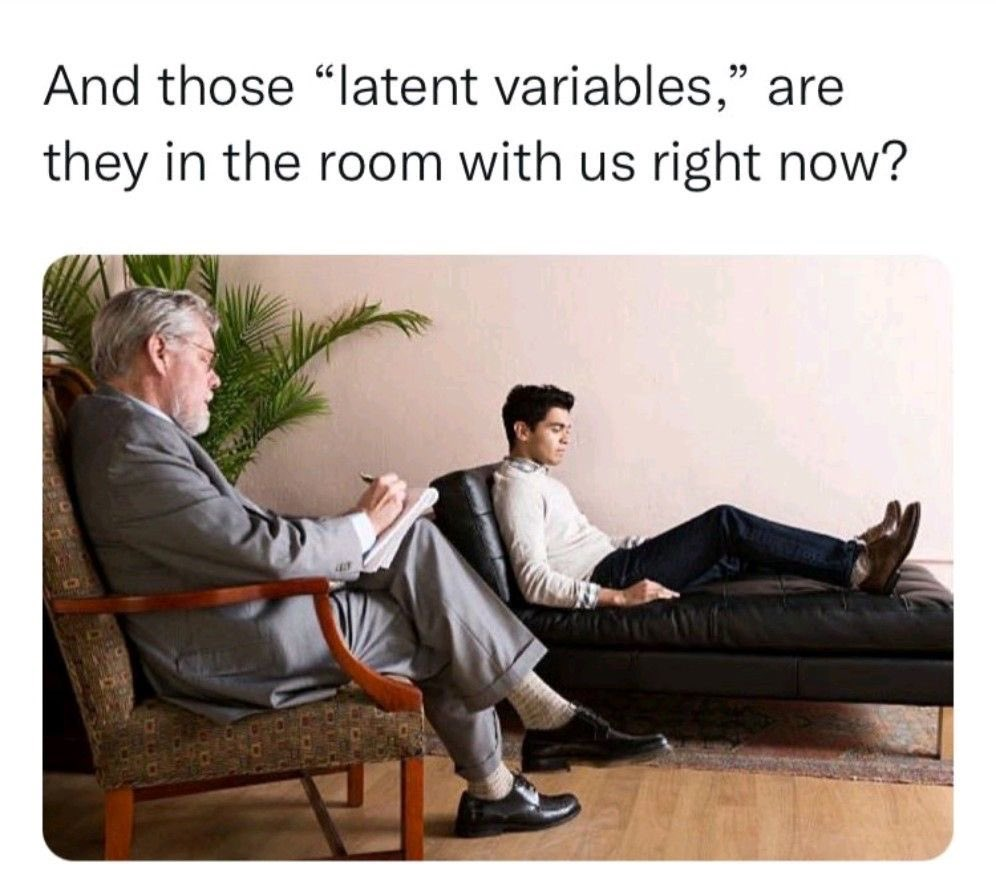 And those “latent variables,” are
they in the room with us right now?